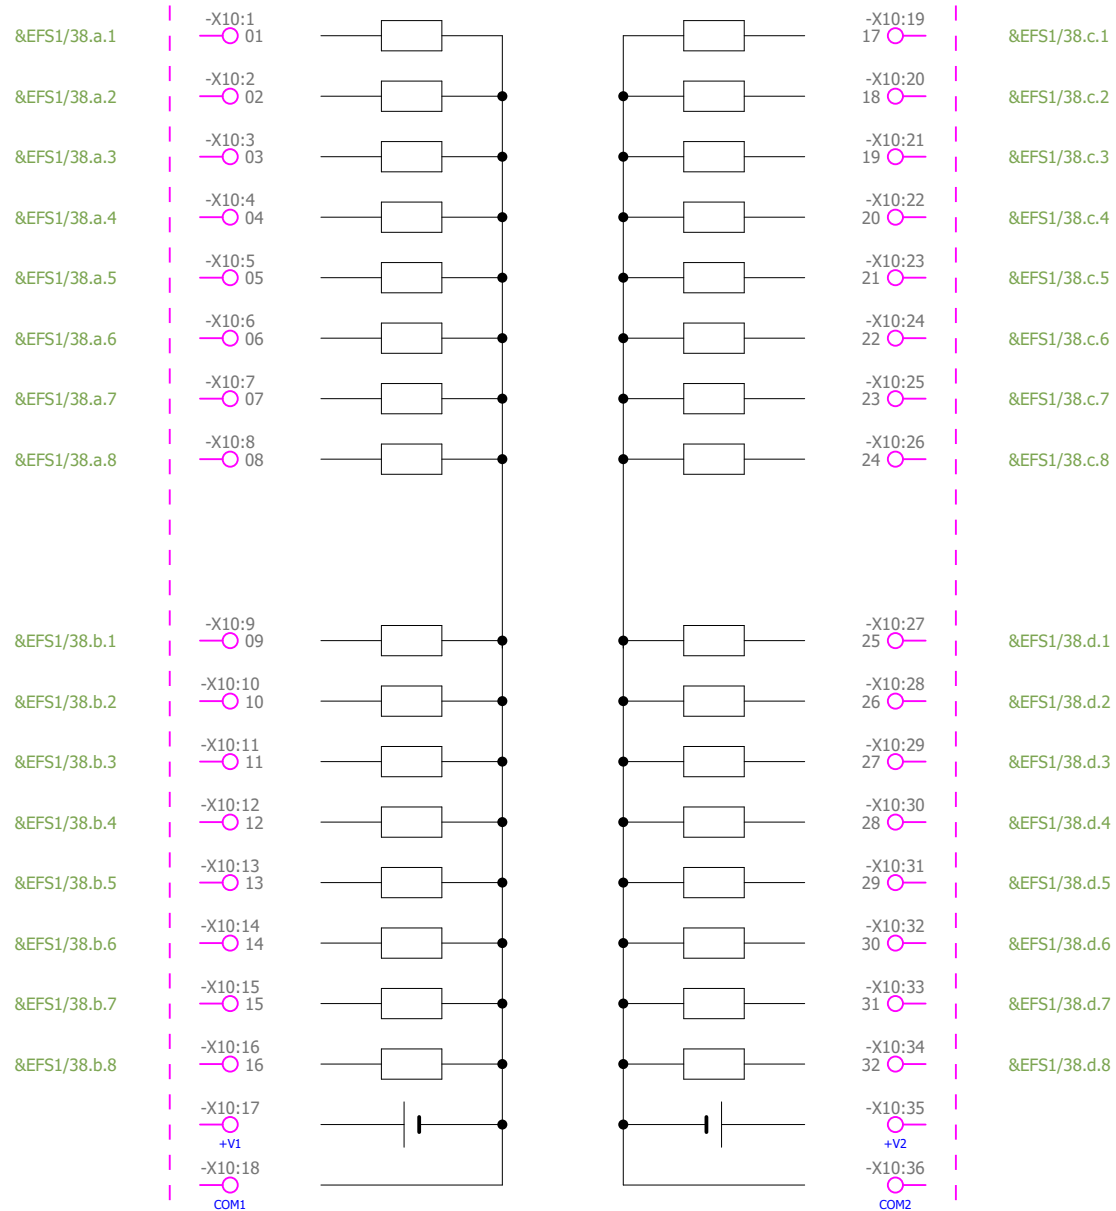 &EFS1/38.a.1 -X10:1 01 -X10:19 17 &EFS1/38.c.1
&EFS1/38.a.2 -X10:2 02 -X10:20 18 &EFS1/38.c.2
&EFS1/38.a.3 -X10:3 03 -X10:21 19 &EFS1/38.c.3
&EFS1/38.a.4 -X10:4 04 -X10:22 20 &EFS1/38.c.4
&EFS1/38.a.5 -X10:5 05 -X10:23 21 &EFS1/38.c.5
&EFS1/38.a.6 -X10:6 06 -X10:24 22 &EFS1/38.c.6
&EFS1/38.a.7 -X10:7 07 -X10:25 23 &EFS1/38.c.7
&EFS1/38.a.8 -X10:8 08 -X10:26 24 &EFS1/38.c.8
&EFS1/38.b.1 -X10:9 09 -X10:27 25 &EFS1/38.d.1
&EFS1/38.b.2 -X10:10 10 -X10:28 26 &EFS1/38.d.2
&EFS1/38.b.3 -X10:11 11 -X10:29 27 &EFS1/38.d.3
&EFS1/38.b.4 -X10:12 12 -X10:30 28 &EFS1/38.d.4
&EFS1/38.b.5 -X10:13 13 -X10:31 29 &EFS1/38.d.5
&EFS1/38.b.6 -X10:14 14 -X10:32 30 &EFS1/38.d.6
&EFS1/38.b.7 -X10:15 15 -X10:33 31 &EFS1/38.d.7
&EFS1/38.b.8 -X10:16 16 -X10:34 32 &EFS1/38.d.8
-X10:17 -X10:35
+V1 +V2
-X10:18 -X10:36
COM1 COM2